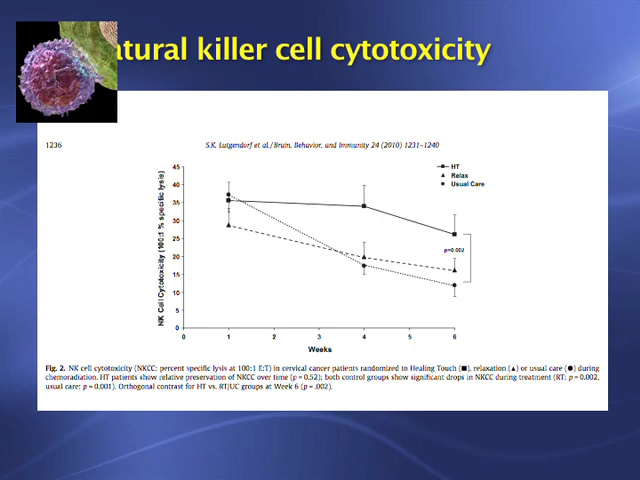 atural killer cell cytotoxicity
1236
S.K. Lutgendorf et al. / Brain, Behavior, and Immunity 24 (2010) 1231–1240
HT
Relax
Usual Care
NK Cell Cytotoxicity (100:1 % specific lysis)
45
40
35
30
25
20
15
10
5
0
p=0.002
0 1 2 3 4 5 6
Weeks
Fig. 2. NK cell cytotoxicity (NKCC: percent specific lysis at 100:1 E:T) in cervical cancer patients randomized to Healing Touch (■), relaxation (▲) or usual care (●) during
chemoradiation. HT patients show relative preservation of NKCC over time (p = 0.52); both control groups show significant drops in NKCC during treatment (RT: p = 0.002,
usual care: p = 0.001). Orthogonal contrast for HT vs. RT/UC groups at Week 6 (p = .002).